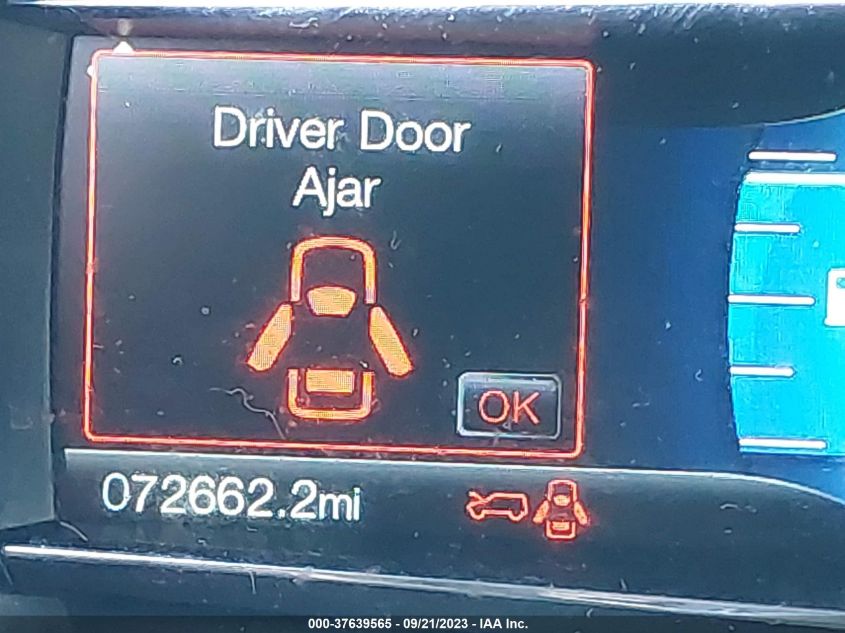 Driver Door
Ajar
OK
072662.2mi
000-37639565 - 09/21/2023 - IAA Inc.